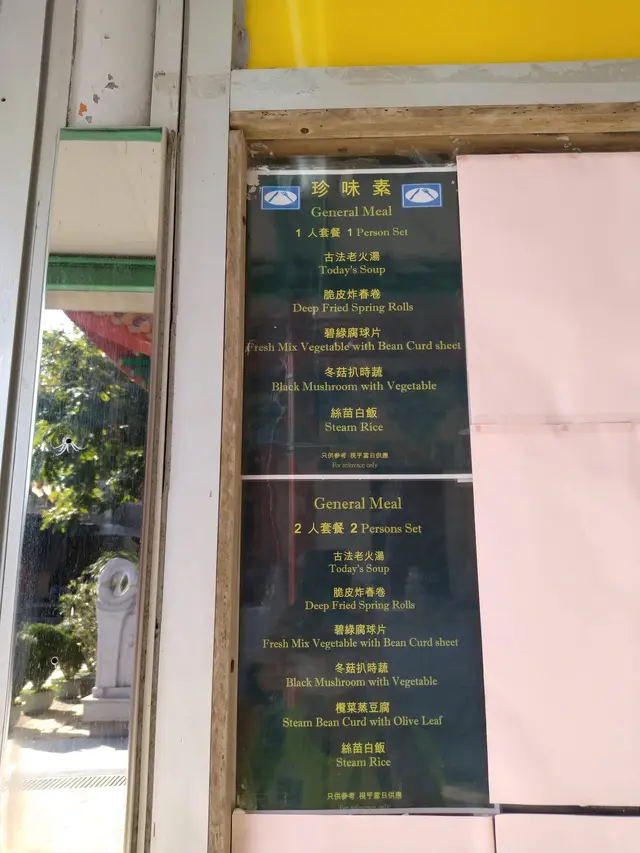 珍味素
General Meal
1 人套餐 1 Person Set
古法老火湯
Today's Soup
脆皮炸春卷
Deep Fried Spring Rolls
碧綠腐球片
Fresh Mix Vegetable with Bean Curd sheet
冬菇扒時蔬
Black Mushroom with Vegetable
絲苗白飯
Steam Rice
只供參考 視乎當日供應
For refernce only
General Meal
2 人套餐 2 Persons Set
古法老火湯
Today's Soup
脆皮炸春卷
Deep Fried Spring Rolls
碧綠腐球片
Fresh Mix Vegetable with Bean Curd sheet
冬菇扒時蔬
Black Mushroom with Vegetable
欖菜蒸豆腐
Steam Bean Curd with Olive Leaf
絲苗白飯
Steam Rice
只供參考 視乎當日供應